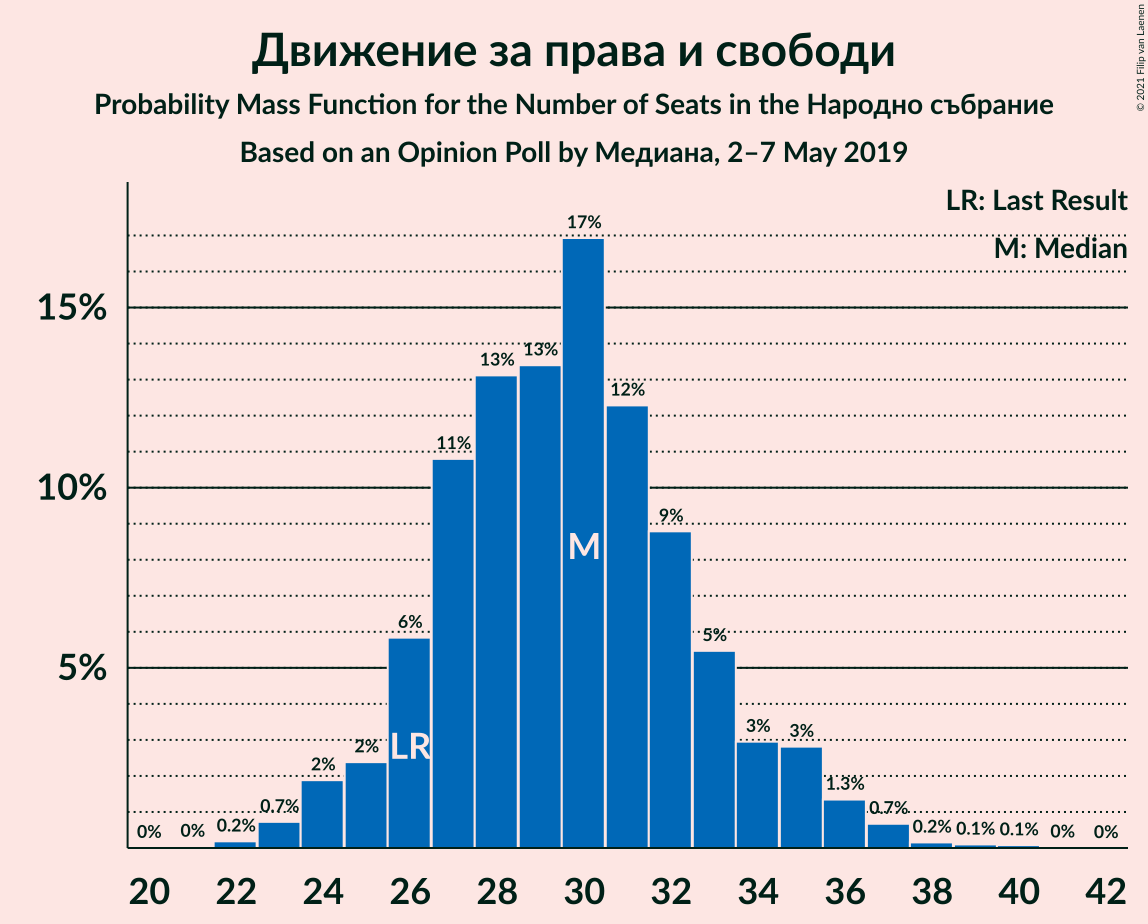 Движение за права и свободи
Probability Mass Function for the Number of Seats in the Народно събрание
Based on an Opinion Poll by Медиана, 2–7 May 2019
© 2021 Filip van Laenen
LR: Last Result
M: Median
15%
10%
5%
0%
0%
0.2%
0.7%
2%
2%
6%
11%
13%
13%
17%
12%
9%
5%
3%
3%
1.3%
0.7%
0.2%
0.1%
0.1%
0%
0%
LR
M
20 22 24 26 28 30 32 34 36 38 40 42